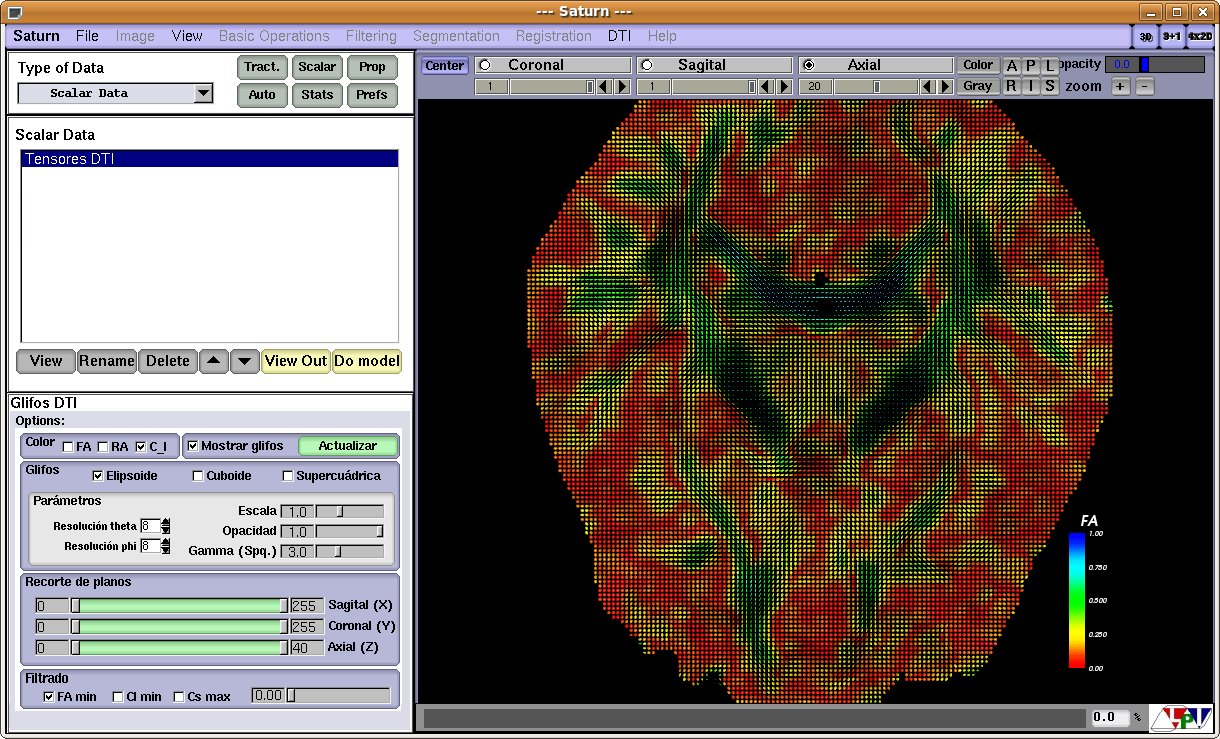 --- Saturn ---
Saturn File Image View Basic Operations Filtering Segmentation Registration DTI Help 3D 3+1 4x2D
Type of Data
Tract. Scalar Prop
Scalar Data
Auto Stats Prefs
Center Coronal Sagital Axial Color A P L opacity 0.0
1 1 20 Gray R I S zoom + -
Scalar Data
Tensores DTI
View Rename Delete View Out Do model
Glifos DTI
Options:
Color FA RA C_l Mostrar glifos Actualizar
Glifos
Elipsoide Cuboide Supercuádrica
Parámetros
Resolución theta 8
Resolución phi 8
Escala 1.0
Opacidad 1.0
Gamma (Spq.) 3.0
Recorte de planos
0 255 Sagital (X)
0 255 Coronal (Y)
0 40 Axial (Z)
Filtrado
FA min Cl min Cs max 0.00
FA
1.00
0.750
0.500
0.250
0.00
0.0 %
LPI